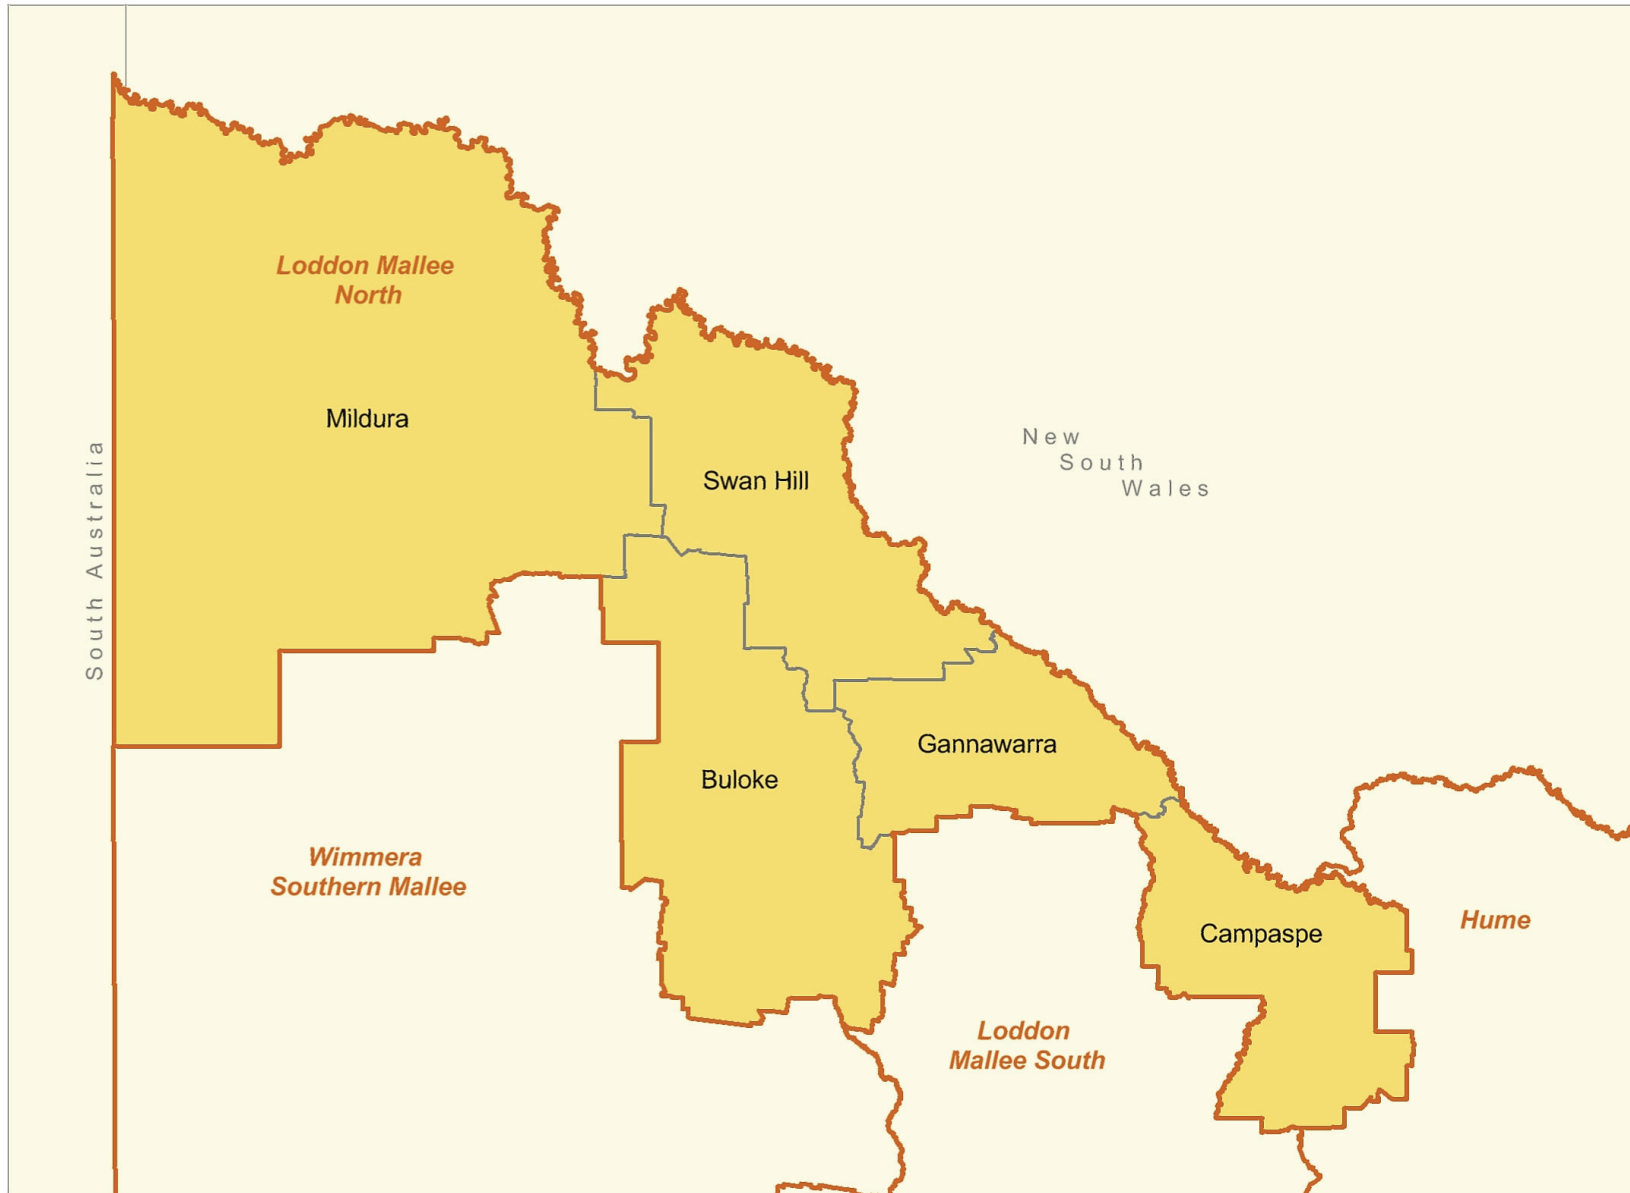 Loddon Mallee
North
Mildura
South Australia
New
South
Wales
Swan Hill
Gannawarra
Buloke
Wimmera
Southern Mallee
Campaspe
Hume
Loddon
Mallee South